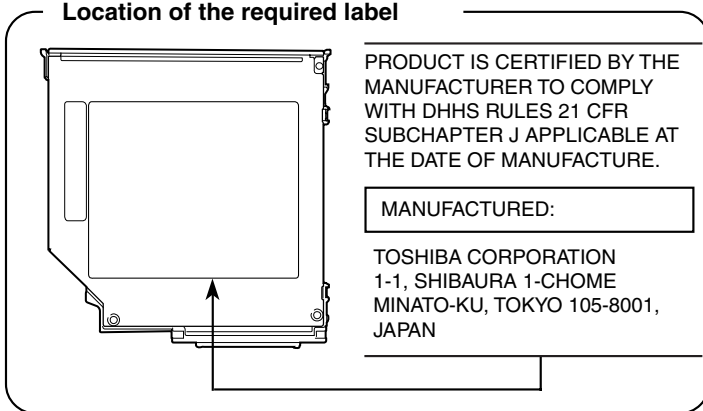 Location of the required label
PRODUCT IS CERTIFIED BY THE
MANUFACTURER TO COMPLY
WITH DHHS RULES 21 CFR
SUBCHAPTER J APPLICABLE AT
THE DATE OF MANUFACTURE.
MANUFACTURED:
TOSHIBA CORPORATION
1-1, SHIBAURA 1-CHOME
MINATO-KU, TOKYO 105-8001,
JAPAN